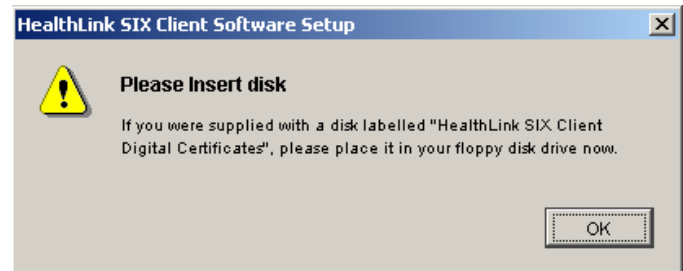 HealthLink SIX Client Software Setup
Please Insert disk
If you were supplied with a disk labelled "HealthLink SIX Client
Digital Certificates", please place it in your floppy disk drive now.
OK